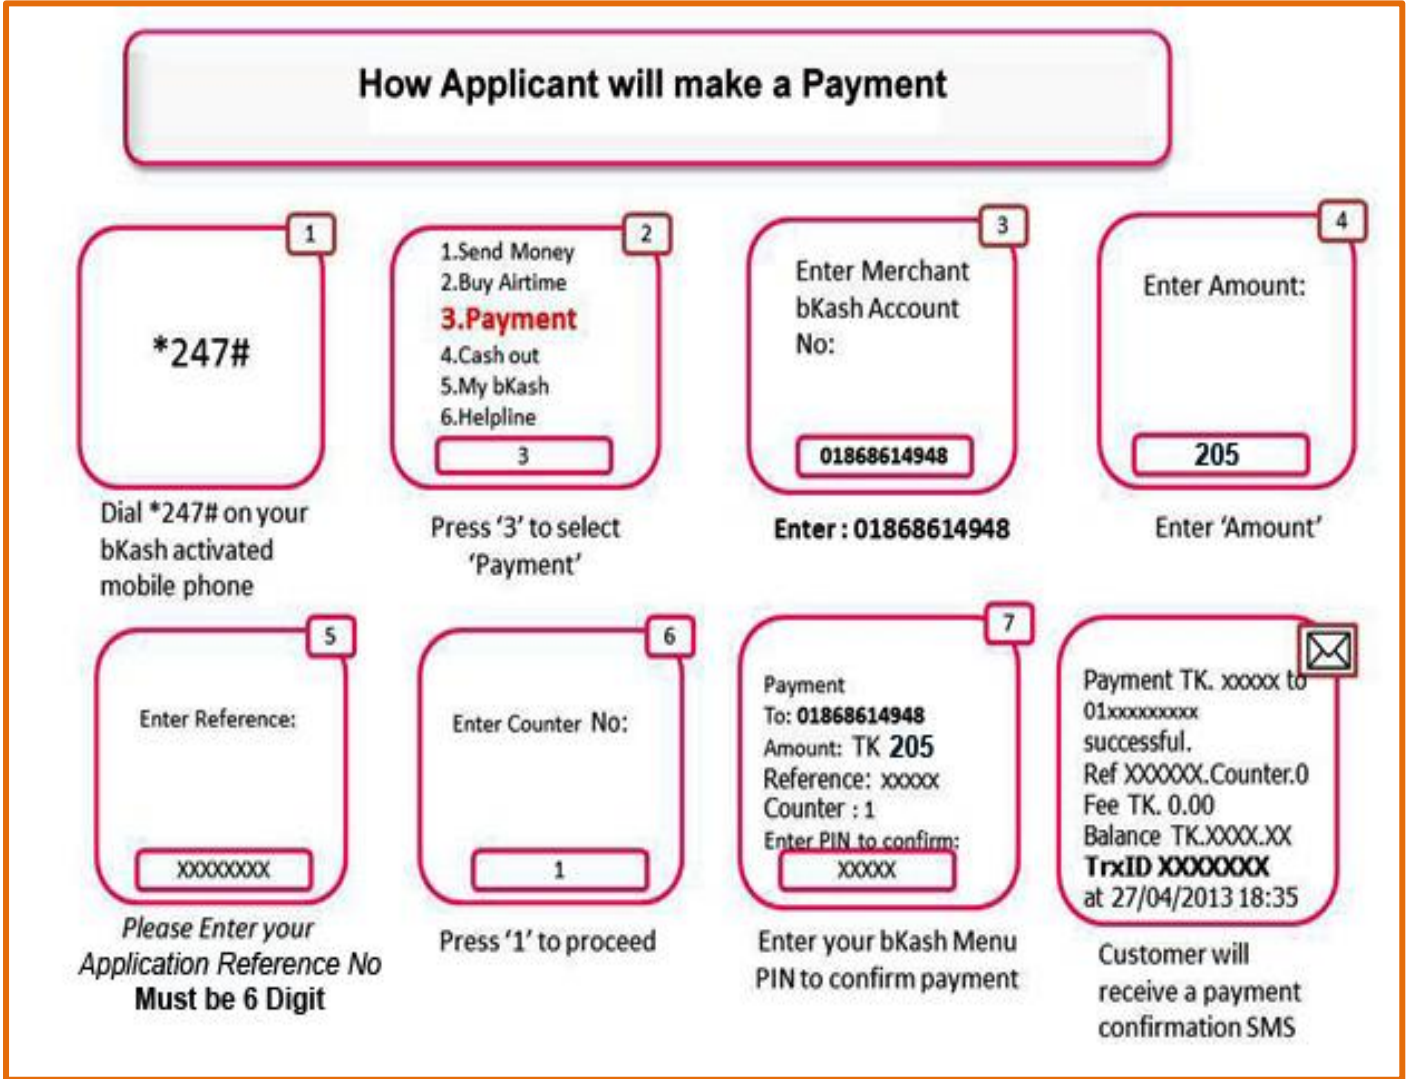 How Applicant will make a Payment
1
*247#
Dial *247# on your
bKash activated
mobile phone
2
1.Send Money
2.Buy Airtime
3.Payment
4.Cash out
5.My bKash
6.Helpline
3
Press ‘3’ to select
‘Payment’
3
Enter Merchant
bKash Account
No:
01868614948
Enter : 01868614948
4
Enter Amount:
205
Enter ‘Amount’
5
Enter Reference:
XXXXXXXX
Please Enter your
Application Reference No
Must be 6 Digit
6
Enter Counter No:
1
Press ‘1’ to proceed
7
Payment
To: 01868614948
Amount: TK 205
Reference: xxxxx
Counter : 1
Enter PIN to confirm:
XXXXX
Enter your bKash Menu
PIN to confirm payment
Payment TK. xxxxx to
01xxxxxxxxx
successful.
Ref XXXXXX.Counter.0
Fee TK. 0.00
Balance TK.XXXX.XX
TrxID XXXXXXX
at 27/04/2013 18:35
Customer will
receive a payment
confirmation SMS